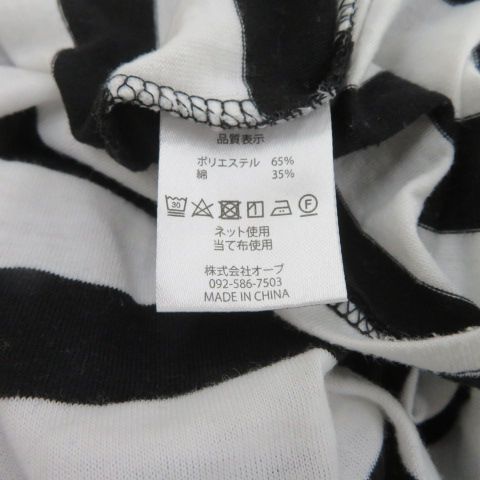 品質表示
ポリエステル 65%
綿 35%
30 F
ネット使用
当て布使用
株式会社オーブ
092-586-7503
MADE IN CHINA